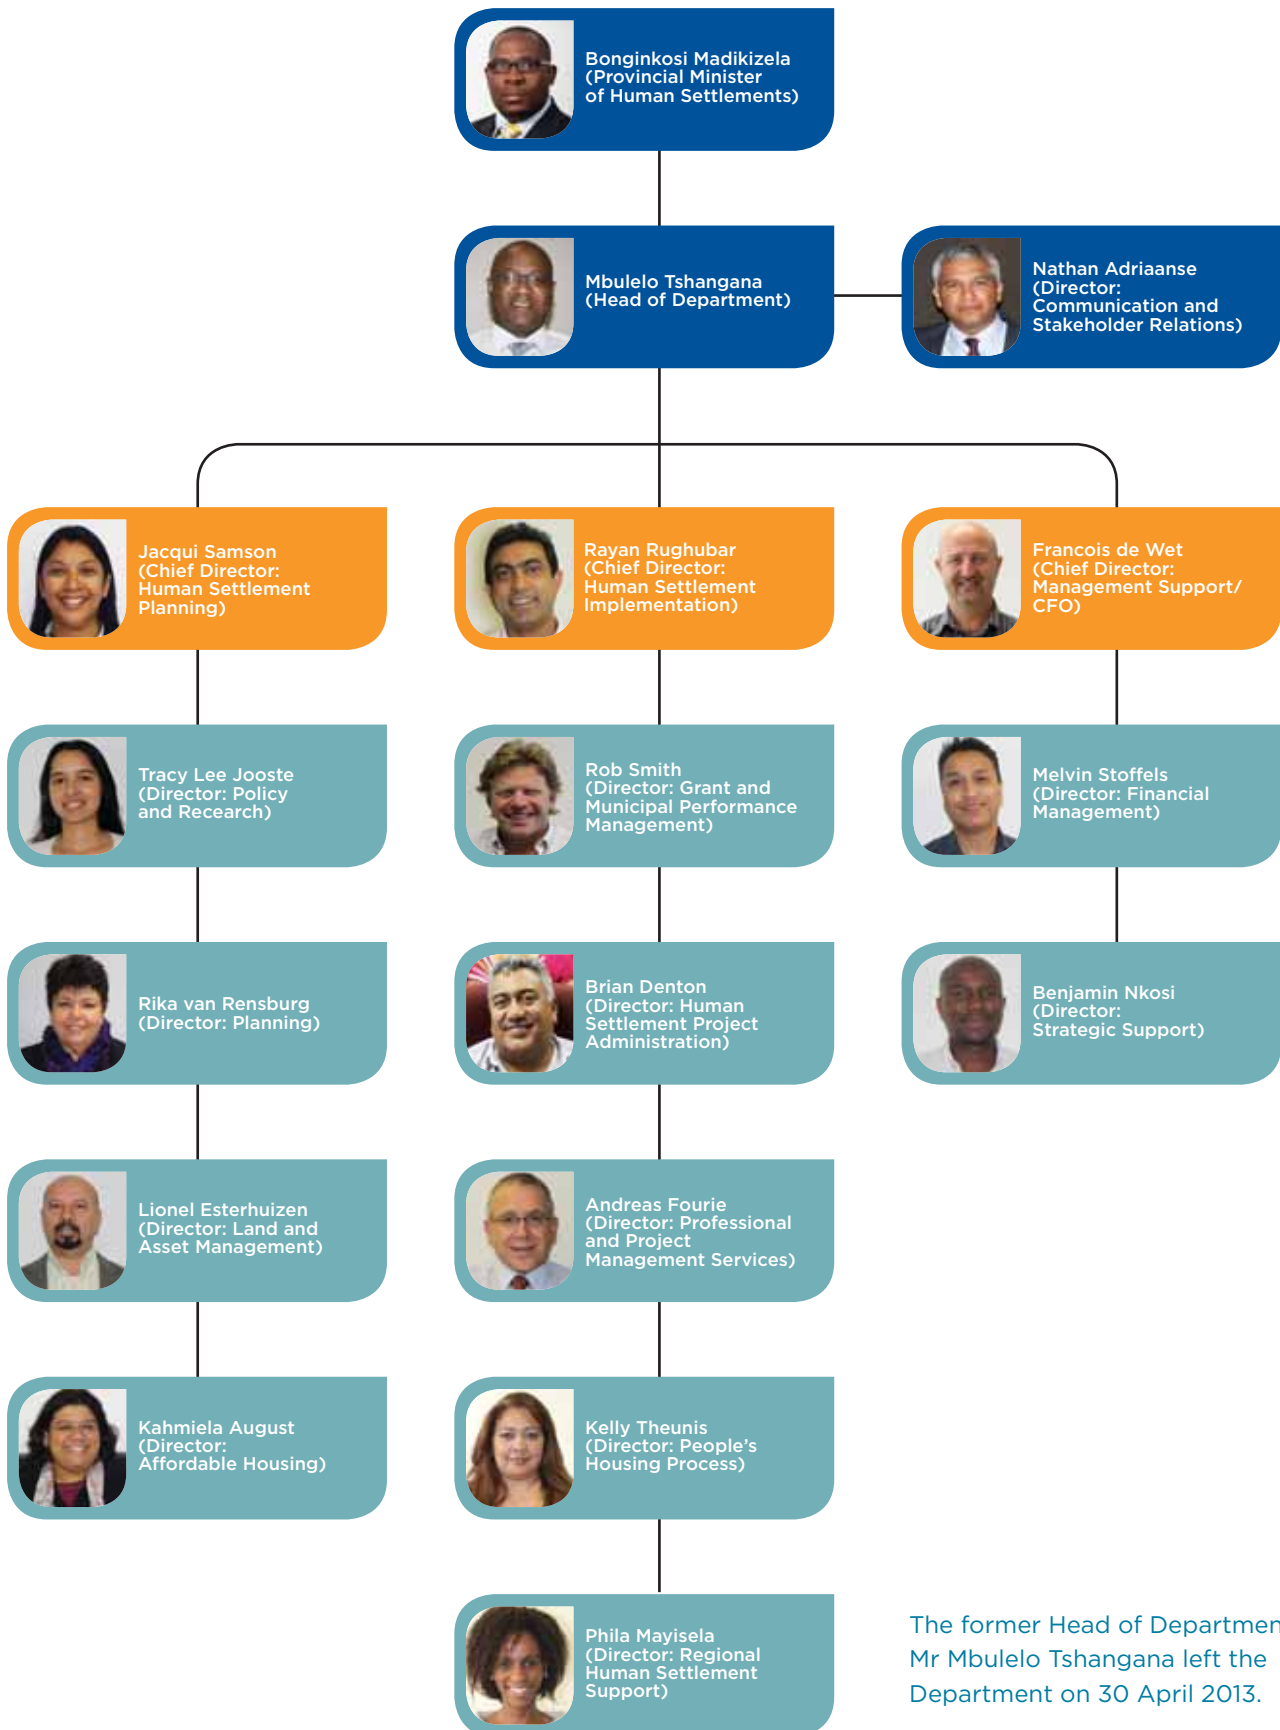 Bonginkosi Madikizela
(Provincial Minister
of Human Settlements)
Mbulelo Tshangana
(Head of Department)
Nathan Adriaanse
(Director:
Communication and
Stakeholder Relations)
Jacqui Samson
(Chief Director:
Human Settlement
Planning)
Rayan Rughubar
(Chief Director:
Human Settlement
Implementation)
Francois de Wet
(Chief Director:
Management Support/
CFO)
Tracy Lee Jooste
(Director: Policy
and Recearch)
Rob Smith
(Director: Grant and
Municipal Performance
Management)
Melvin Stoffels
(Director: Financial
Management)
Rika van Rensburg
(Director: Planning)
Brian Denton
(Director: Human
Settlement Project
Administration)
Benjamin Nkosi
(Director:
Strategic Support)
Lionel Esterhuizen
(Director: Land and
Asset Management)
Andreas Fourie
(Director: Professional
and Project
Management Services)
Kahmiela August
(Director:
Affordable Housing)
Kelly Theunis
(Director: People's
Housing Process)
Phila Mayisela
(Director: Regional
Human Settlement
Support)
The former Head of Departmen
Mr Mbulelo Tshangana left the
Department on 30 April 2013.